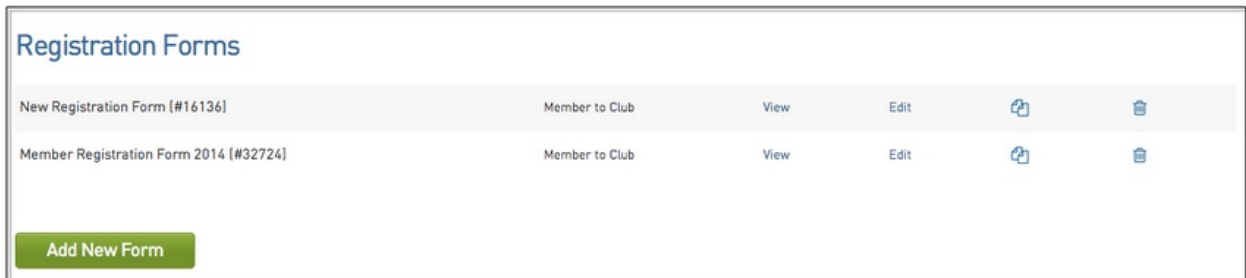 Registration Forms
New Registration Form (#16136) Member to Club View Edit
Member Registration Form 2014 (#32724) Member to Club View Edit
Add New Form